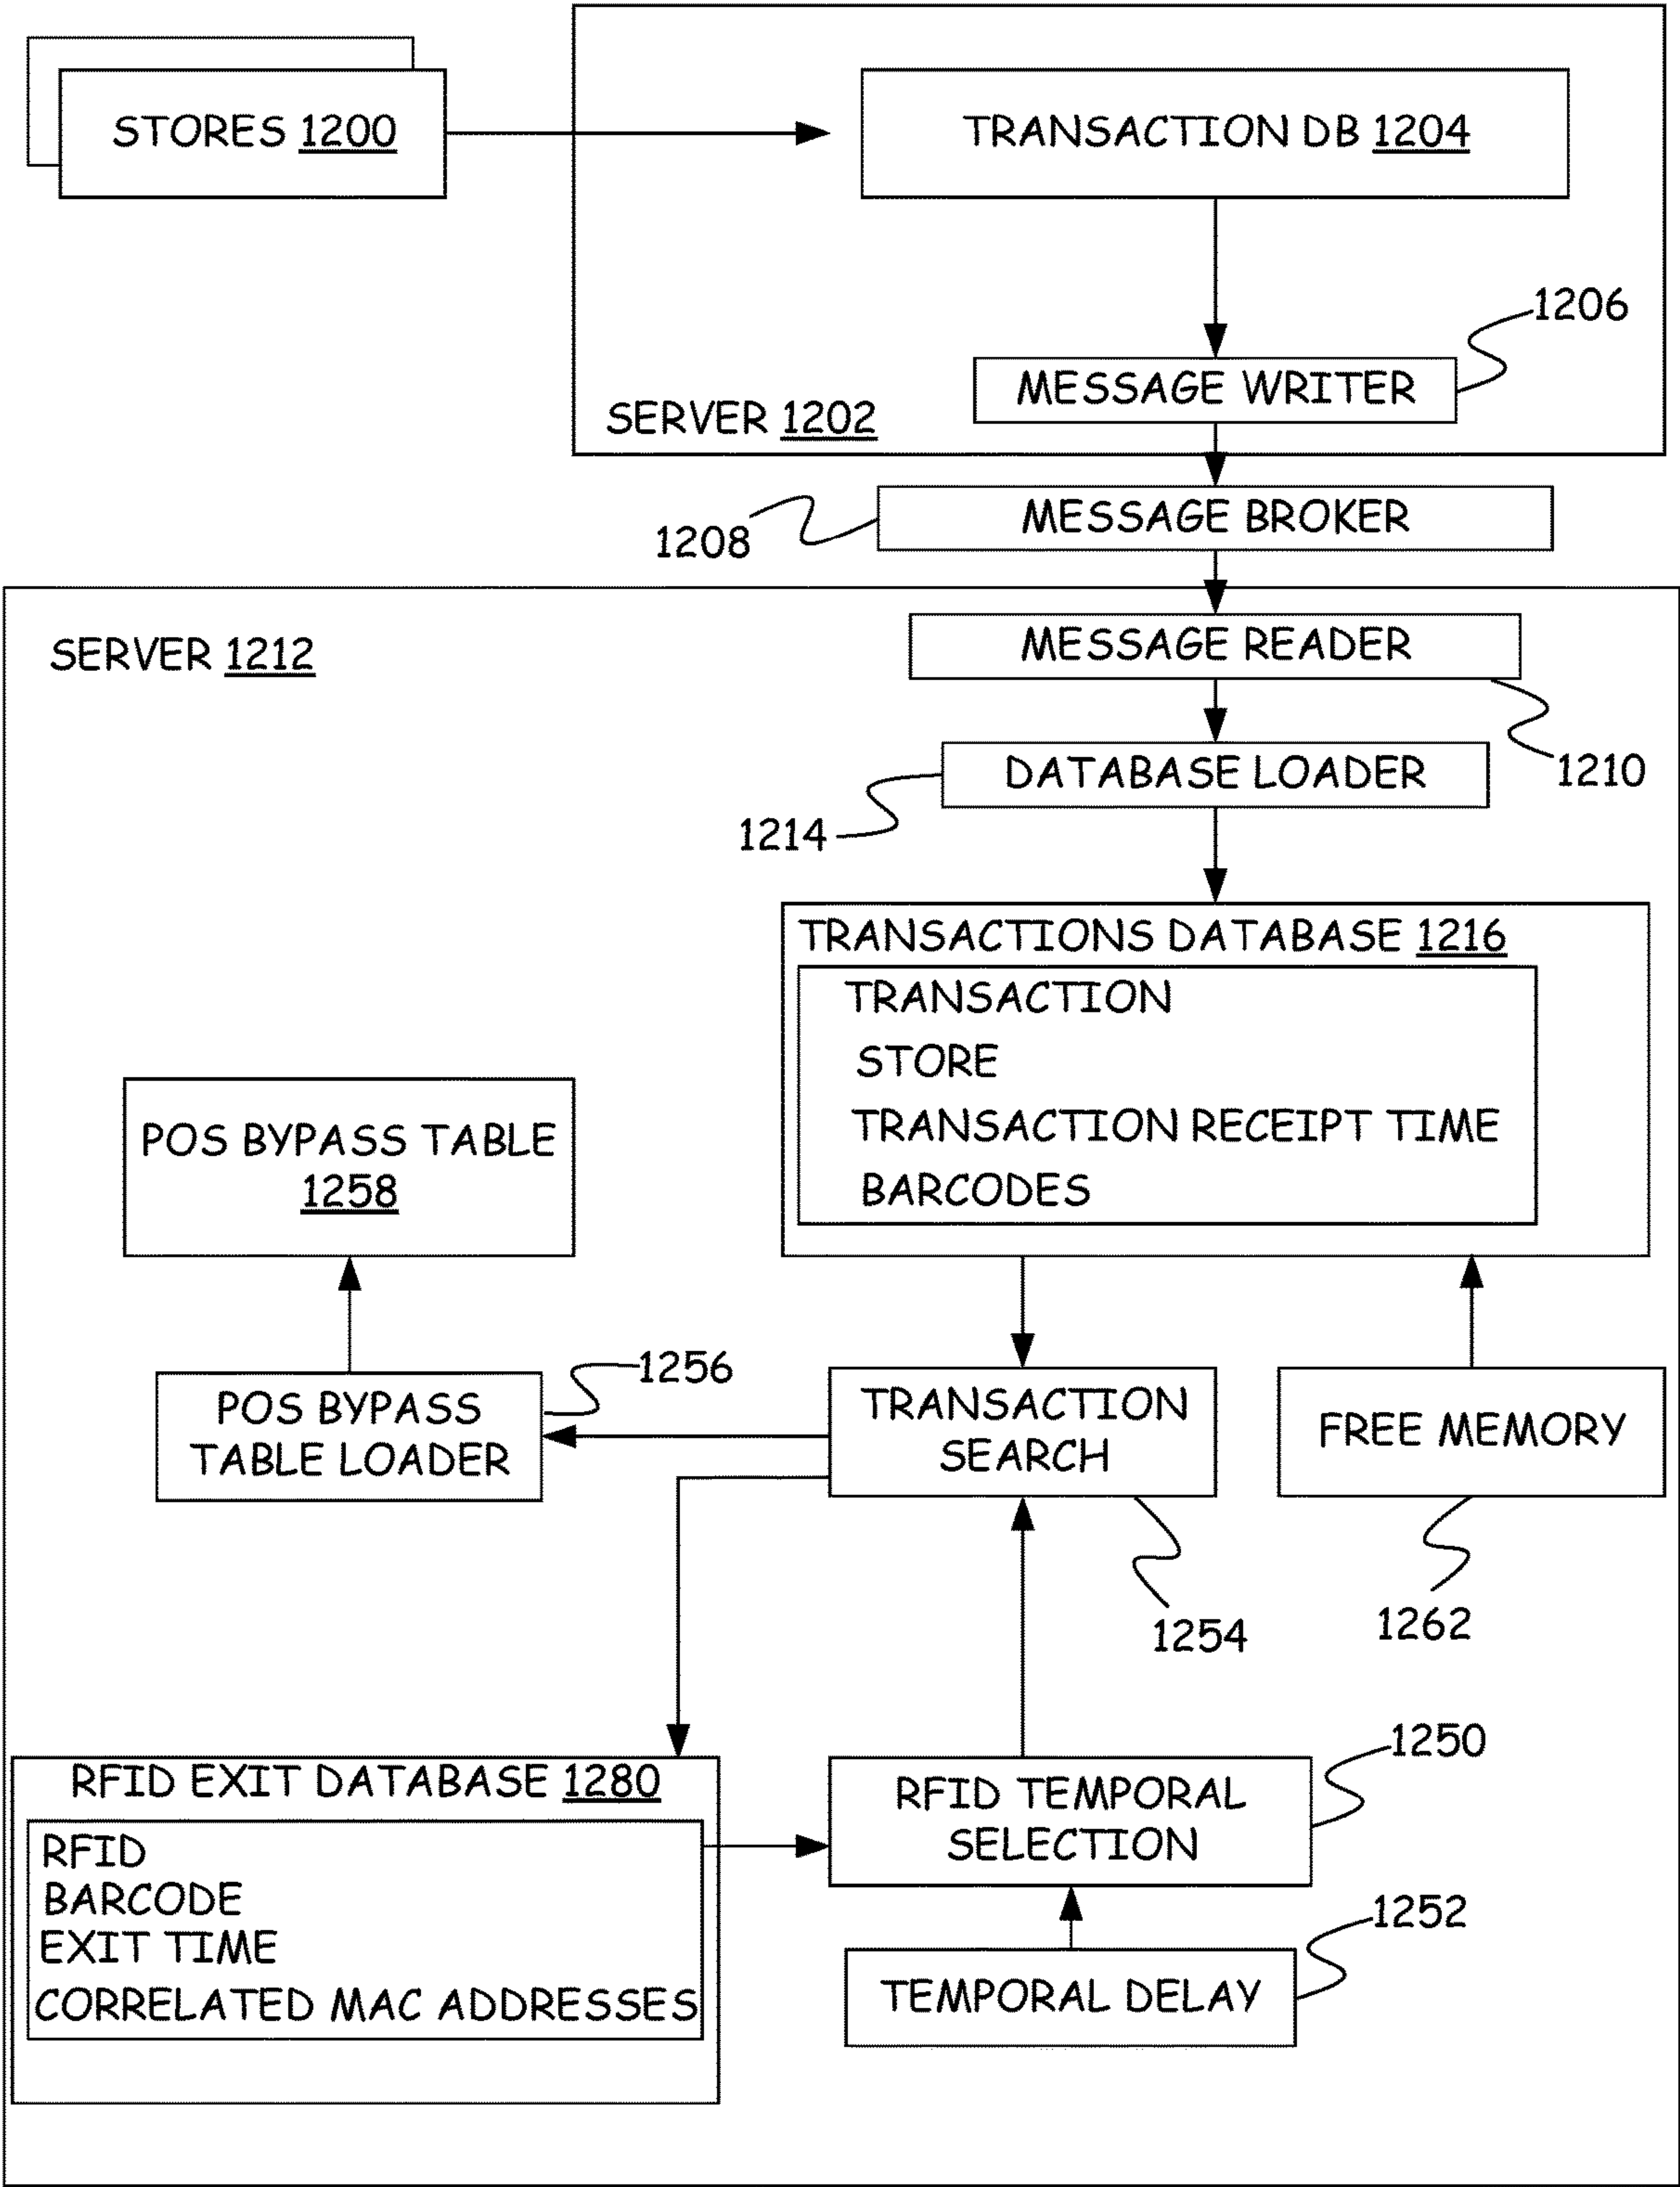 STORES 1200
TRANSACTION DB 1204
1206
MESSAGE WRITER
SERVER 1202
MESSAGE BROKER
1208
SERVER 1212
MESSAGE READER
1210
DATABASE LOADER
1214
TRANSACTIONS DATABASE 1216
TRANSACTION
STORE
TRANSACTION RECEIPT TIME
BARCODES
POS BYPASS TABLE
1258
1256
POS BYPASS
TABLE LOADER
TRANSACTION
SEARCH
FREE MEMORY
1254
1262
RFID EXIT DATABASE 1280
RFID
BARCODE
EXIT TIME
CORRELATED MAC ADDRESSES
RFID TEMPORAL
SELECTION
1250
1252
TEMPORAL DELAY